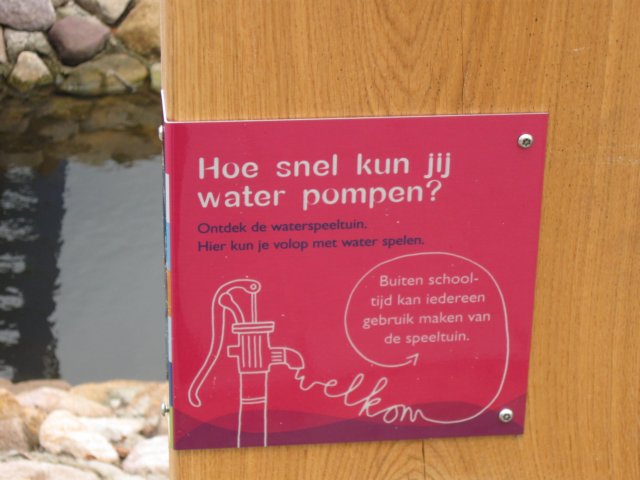 Hoe snel kun jij
water pompen?
Ontdek de waterspeeltuin.
Hier kun je volop met water spelen.
Buiten school-
tijd kan iedereen
gebruik maken van
de speeltuin.
welkom